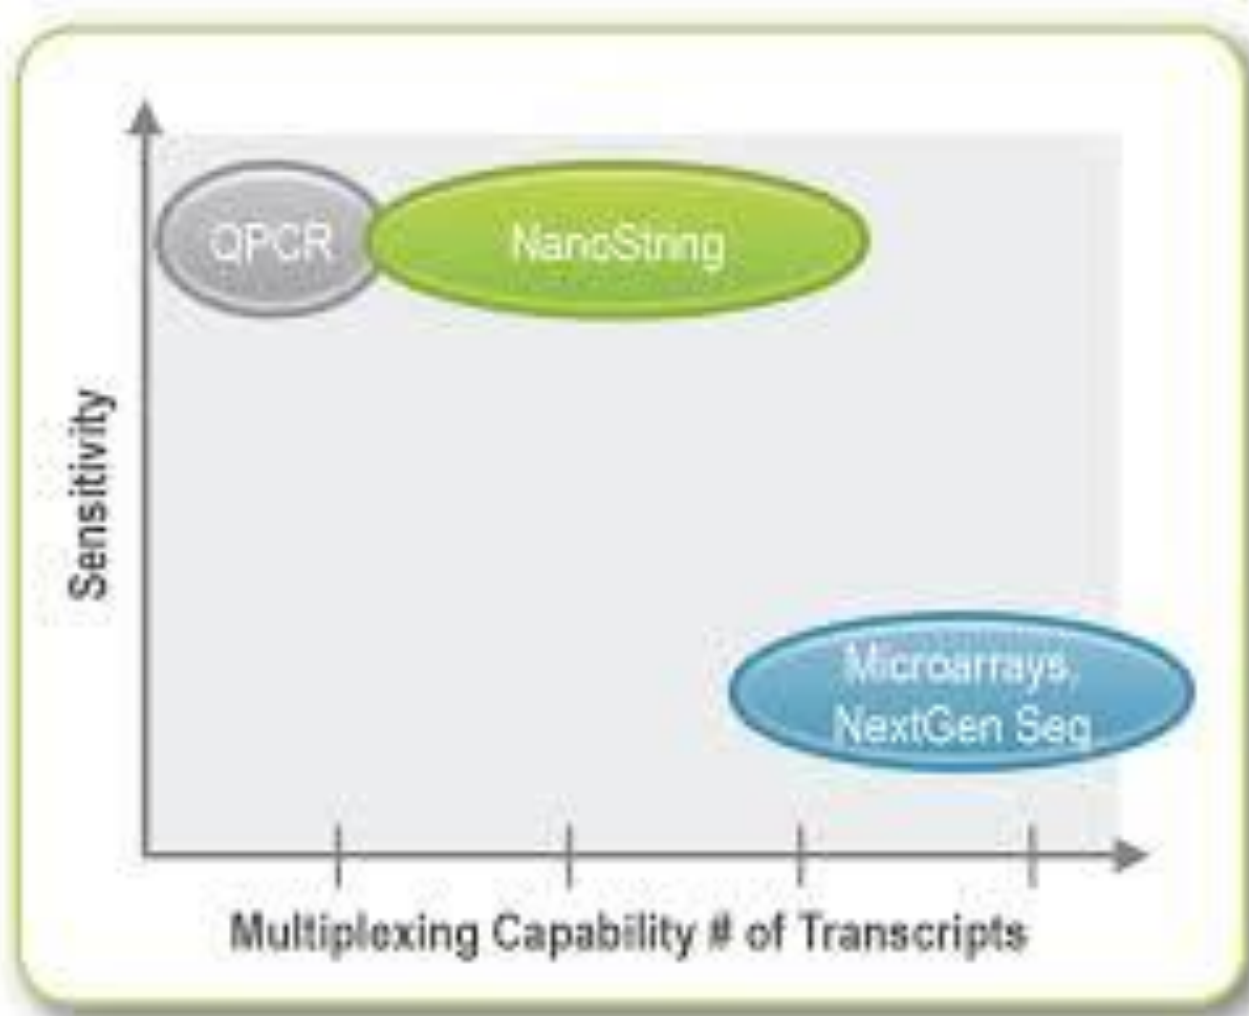 QPCR
NanoString
Sensitivity
Microarrays,
NextGen Seq
Multiplexing Capability # of Transcripts